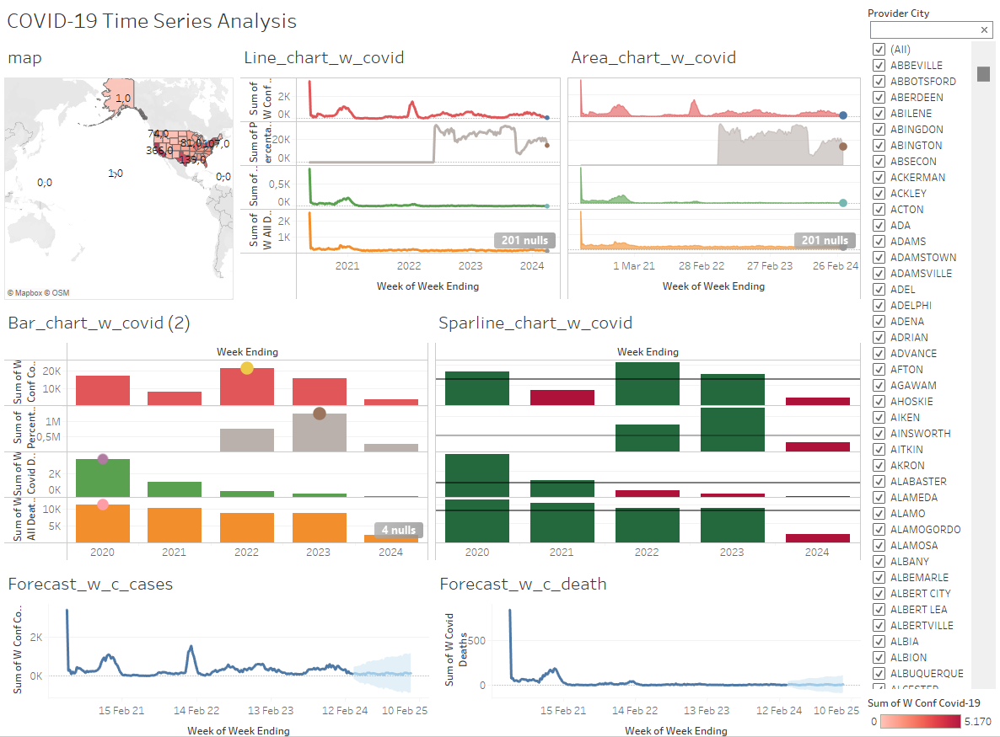 COVID-19 Time Series Analysis
map
1,0
74,0
81,0
366,0
139,0
0,0
1,0
0,0
© Mapbox © OSM
Line_chart_w_covid
Sum of
W Conf ..
2K
0K
Sum of P
ercenta..
20K
0K
Sum of ..
0,5K
0K
Sum of
W All D..
2K
1K
201 nulls
2021 2022 2023 2024
Week of Week Ending
Area_chart_w_covid
201 nulls
1 Mar 21 28 Feb 22 27 Feb 23 26 Feb 24
Week of Week Ending
Bar_chart_w_covid (2)
Week Ending
Sum of W
Conf Co..
20K
10K
Sum of
Percent..
1M
0,5M
Sum of W
Covid D..
2K
0K
Sum of W
All Deat..
10K
5K
4 nulls
2020 2021 2022 2023 2024
Sparline_chart_w_covid
Week Ending
2020 2021 2022 2023 2024
Forecast_w_c_cases
Sum of W Conf Co..
2K
0K
15 Feb 21 14 Feb 22 13 Feb 23 12 Feb 24 10 Feb 25
Week of Week Ending
Forecast_w_c_death
Sum of W Covid
Deaths
500
0
15 Feb 21 14 Feb 22 13 Feb 23 12 Feb 24 10 Feb 25
Week of Week Ending
Provider City
(All)
ABBEVILLE
ABBOTSFORD
ABERDEEN
ABILENE
ABINGDON
ABINGTON
ABSECON
ACKERMAN
ACKLEY
ACTON
ADA
ADAMS
ADAMSTOWN
ADAMSVILLE
ADEL
ADELPHI
ADENA
ADRIAN
ADVANCE
AFTON
AGAWAM
AHOSKIE
AIKEN
AINSWORTH
AITKIN
AKRON
ALABASTER
ALAMEDA
ALAMO
ALAMOGORDO
ALAMOSA
ALBANY
ALBEMARLE
ALBERT CITY
ALBERT LEA
ALBERTVILLE
ALBIA
ALBION
ALBUQUERQUE
Sum of W Conf Covid-19
0 5.170